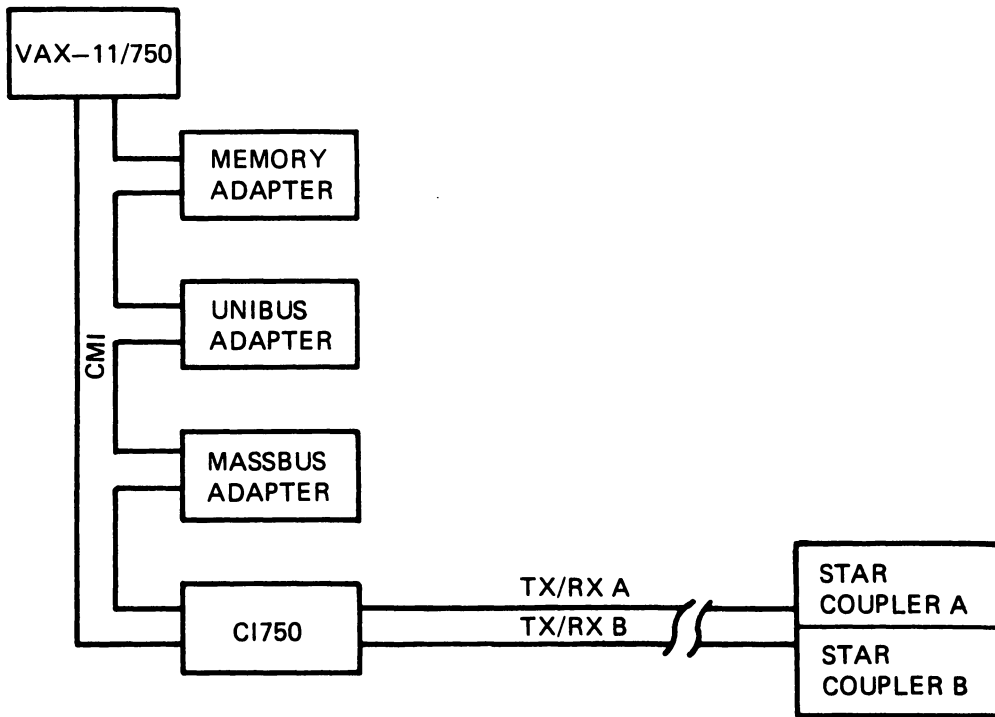 VAX–11/750
MEMORY
ADAPTER
UNIBUS
ADAPTER
CMI
MASSBUS
ADAPTER
CI750
TX/RX A
TX/RX B
STAR
COUPLER A
STAR
COUPLER B